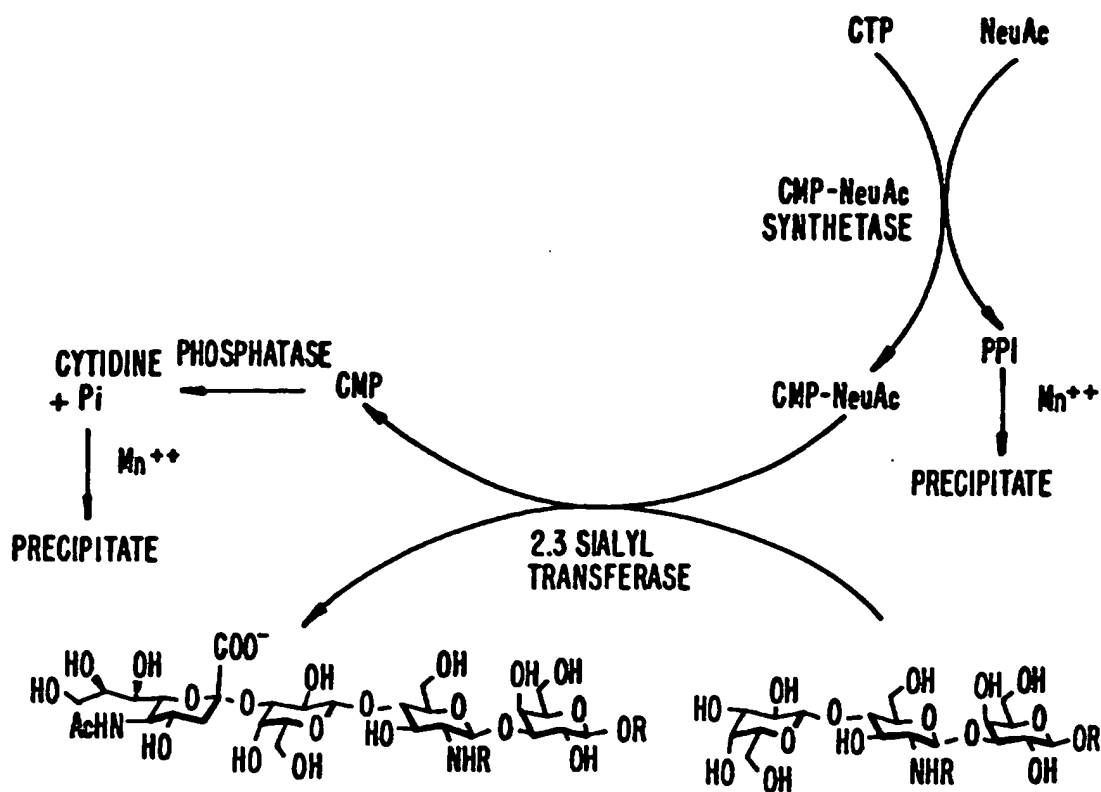 CTP NeuAc
CMP-NeuAc
SYNTHETASE
PPI
Mn++
PRECIPITATE
CMP-NeuAc
CMP
PHOSPHATASE
CYTIDINE
+ Pi
Mn++
PRECIPITATE
2.3 SIALYL
TRANSFERASE
COO-
HO OH
HO
AcHN
HO
O
O
OH
O
HO
OH
O
OH
O
HO
NHR
O
OH OH
O
OH
OR
HO
HO
OH
O
O
OH
O
HO
NHR
O
OH OH
O
OH
OR